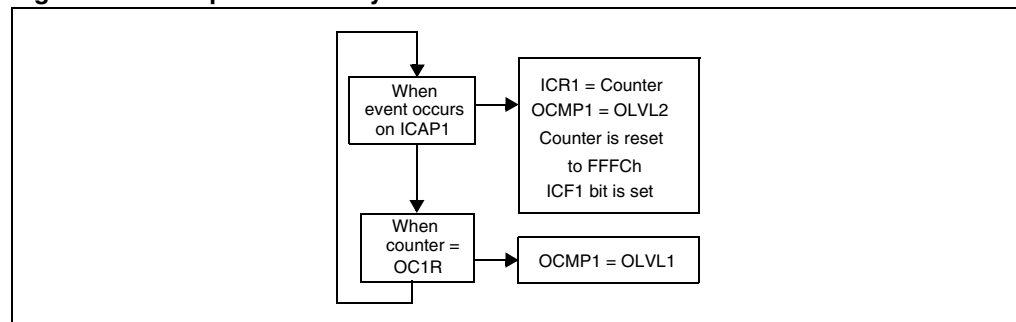 When
event occurs
on ICAP1
ICR1 = Counter
OCMP1 = OLVL2
Counter is reset
to FFFCh
ICF1 bit is set
When
counter =
OC1R
OCMP1 = OLVL1